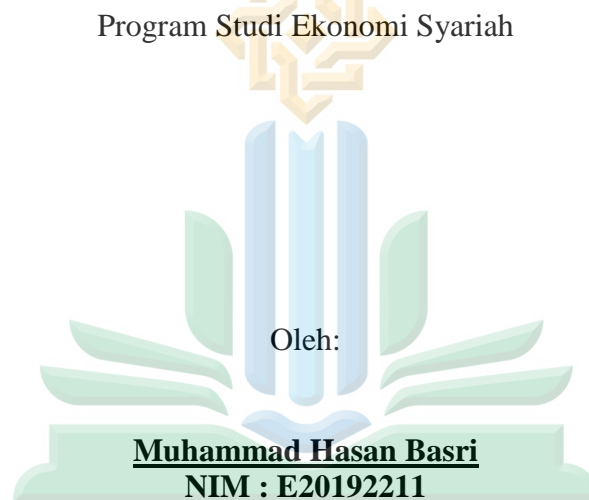 Program Studi Ekonomi Syariah
Oleh:
Muhammad Hasan Basri
NIM : E20192211